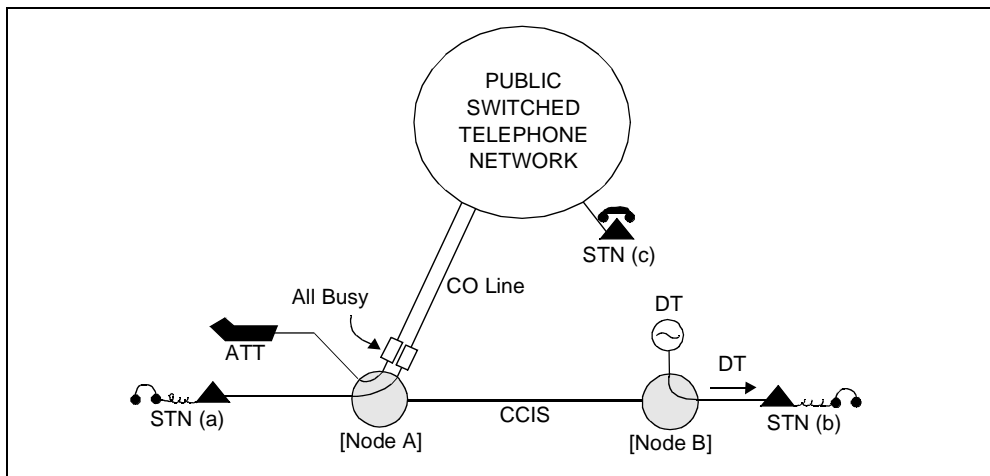 PUBLIC
SWITCHED
TELEPHONE
NETWORK
STN (c)
CO Line
All Busy
DT
ATT
DT
STN (a)
CCIS
STN (b)
[Node A]
[Node B]